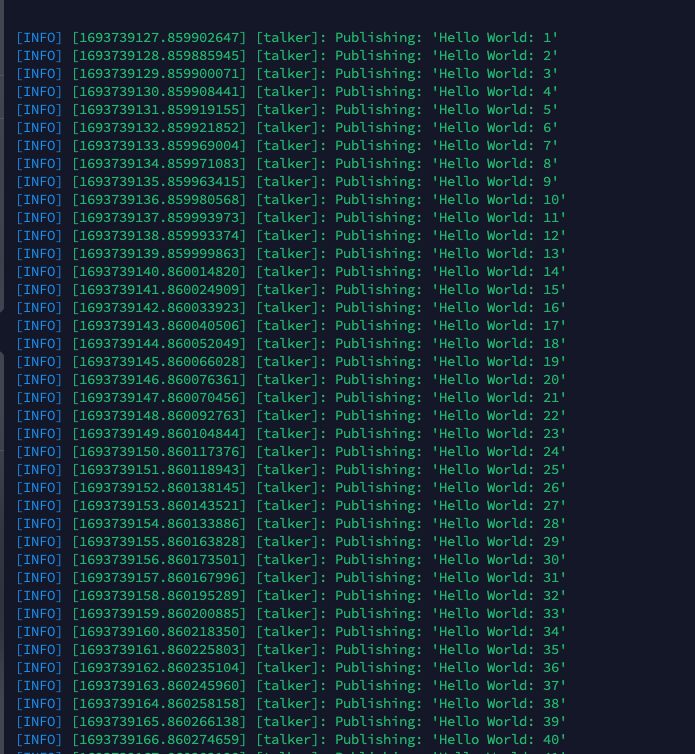 [INFO] [1693739127.859902647] [talker]: Publishing: 'Hello World: 1'
[INFO] [1693739128.859885945] [talker]: Publishing: 'Hello World: 2'
[INFO] [1693739129.859900071] [talker]: Publishing: 'Hello World: 3'
[INFO] [1693739130.859908441] [talker]: Publishing: 'Hello World: 4'
[INFO] [1693739131.859919155] [talker]: Publishing: 'Hello World: 5'
[INFO] [1693739132.859921852] [talker]: Publishing: 'Hello World: 6'
[INFO] [1693739133.859969004] [talker]: Publishing: 'Hello World: 7'
[INFO] [1693739134.859971083] [talker]: Publishing: 'Hello World: 8'
[INFO] [1693739135.859963415] [talker]: Publishing: 'Hello World: 9'
[INFO] [1693739136.859980568] [talker]: Publishing: 'Hello World: 10'
[INFO] [1693739137.859993973] [talker]: Publishing: 'Hello World: 11'
[INFO] [1693739138.859993374] [talker]: Publishing: 'Hello World: 12'
[INFO] [1693739139.859999863] [talker]: Publishing: 'Hello World: 13'
[INFO] [1693739140.860014820] [talker]: Publishing: 'Hello World: 14'
[INFO] [1693739141.860024909] [talker]: Publishing: 'Hello World: 15'
[INFO] [1693739142.860033923] [talker]: Publishing: 'Hello World: 16'
[INFO] [1693739143.860040506] [talker]: Publishing: 'Hello World: 17'
[INFO] [1693739144.860052049] [talker]: Publishing: 'Hello World: 18'
[INFO] [1693739145.860066028] [talker]: Publishing: 'Hello World: 19'
[INFO] [1693739146.860076361] [talker]: Publishing: 'Hello World: 20'
[INFO] [1693739147.860070456] [talker]: Publishing: 'Hello World: 21'
[INFO] [1693739148.860092763] [talker]: Publishing: 'Hello World: 22'
[INFO] [1693739149.860104844] [talker]: Publishing: 'Hello World: 23'
[INFO] [1693739150.860117376] [talker]: Publishing: 'Hello World: 24'
[INFO] [1693739151.860118943] [talker]: Publishing: 'Hello World: 25'
[INFO] [1693739152.860138145] [talker]: Publishing: 'Hello World: 26'
[INFO] [1693739153.860143521] [talker]: Publishing: 'Hello World: 27'
[INFO] [1693739154.860133886] [talker]: Publishing: 'Hello World: 28'
[INFO] [1693739155.860163828] [talker]: Publishing: 'Hello World: 29'
[INFO] [1693739156.860173501] [talker]: Publishing: 'Hello World: 30'
[INFO] [1693739157.860167996] [talker]: Publishing: 'Hello World: 31'
[INFO] [1693739158.860195289] [talker]: Publishing: 'Hello World: 32'
[INFO] [1693739159.860200885] [talker]: Publishing: 'Hello World: 33'
[INFO] [1693739160.860218350] [talker]: Publishing: 'Hello World: 34'
[INFO] [1693739161.860225803] [talker]: Publishing: 'Hello World: 35'
[INFO] [1693739162.860235104] [talker]: Publishing: 'Hello World: 36'
[INFO] [1693739163.860245960] [talker]: Publishing: 'Hello World: 37'
[INFO] [1693739164.860258158] [talker]: Publishing: 'Hello World: 38'
[INFO] [1693739165.860266138] [talker]: Publishing: 'Hello World: 39'
[INFO] [1693739166.860274659] [talker]: Publishing: 'Hello World: 40'